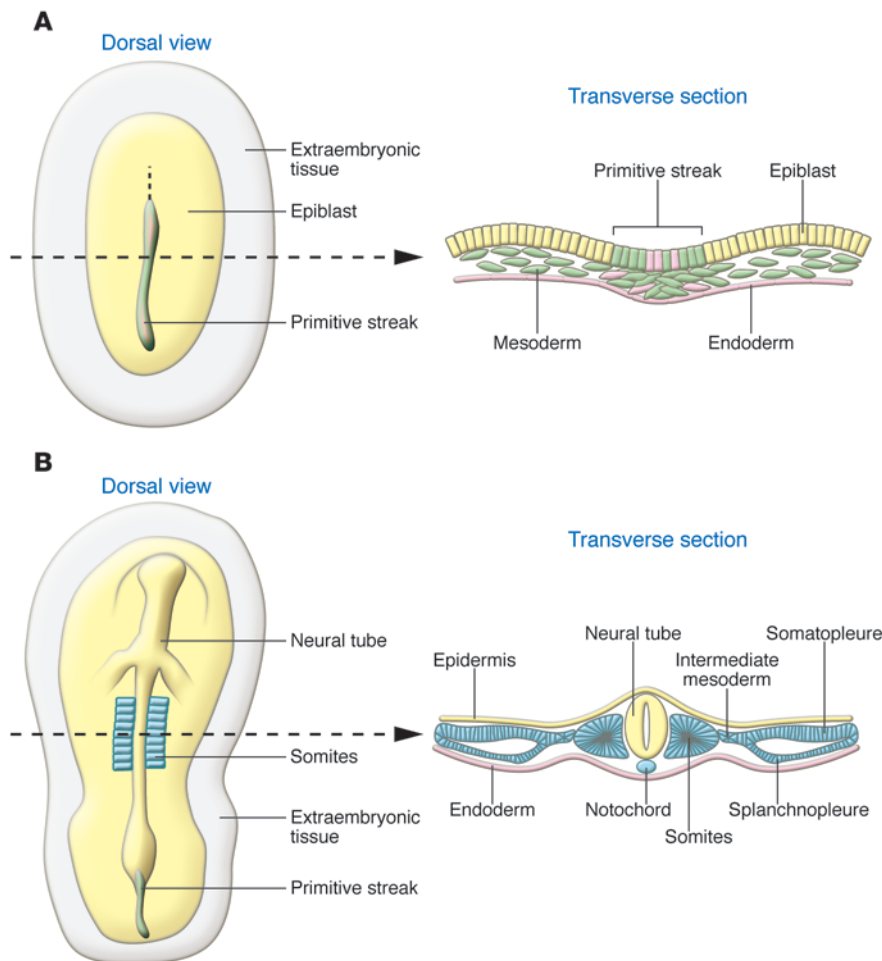 A
Dorsal view
Transverse section
Extraembryonic
tissue
Epiblast
Primitive streak
Primitive streak
Epiblast
Mesoderm
Endoderm
B
Dorsal view
Transverse section
Neural tube
Somites
Extraembryonic
tissue
Primitive streak
Neural tube
Somatopleure
Epidermis
Intermediate
mesoderm
Endoderm
Notochord
Splanchnopleure
Somites